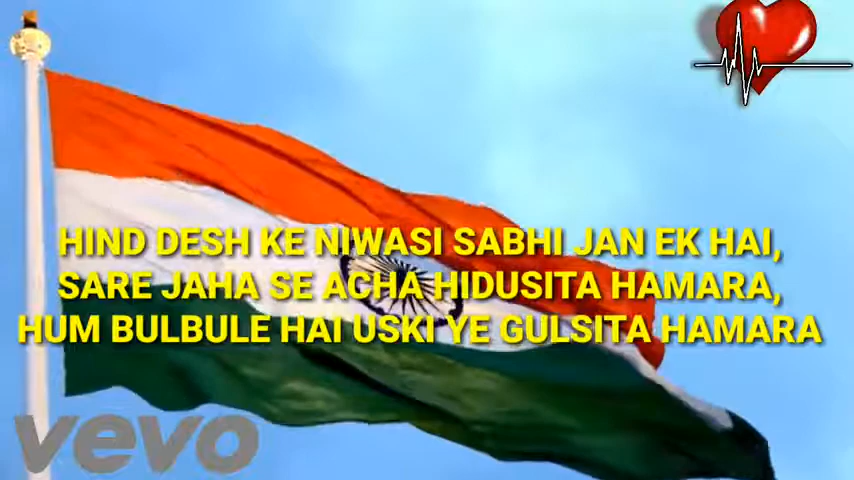 HIND DESH KE NIWASI SABHI JAN EK HAI,
SARE JAHA SE ACHA HIDUSITA HAMARA,
HUM BULBULE HAI USKI YE GULSITA HAMARA
vevo